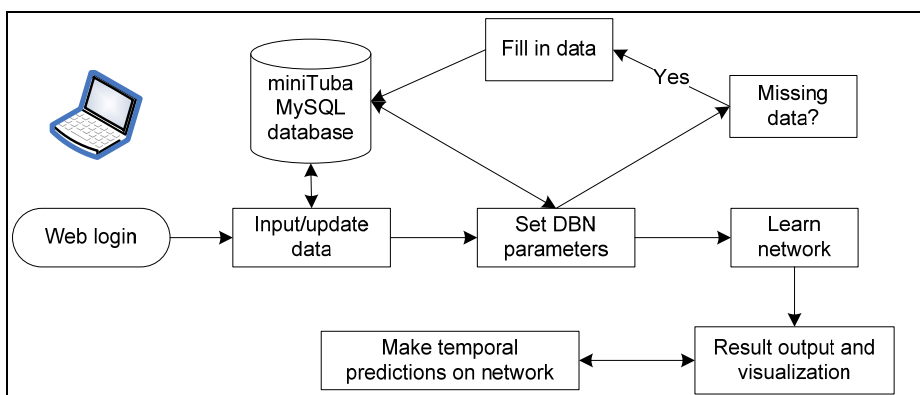 Fill in data
miniTuba
MySQL
database
Yes
Missing
data?
Web login
Input/update
data
Set DBN
parameters
Learn
network
Make temporal
predictions on network
Result output and
visualization